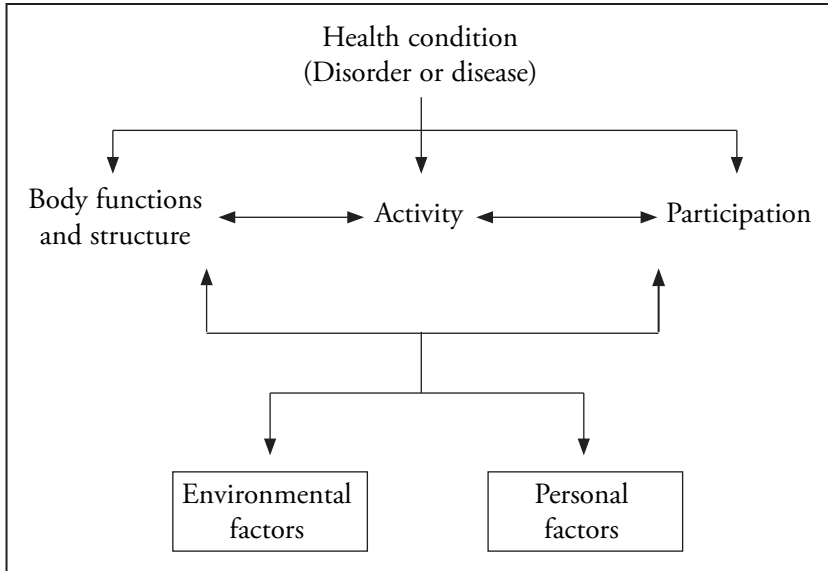 Health condition
(Disorder or disease)
Body functions
and structure
Activity
Participation
Environmental
factors
Personal
factors